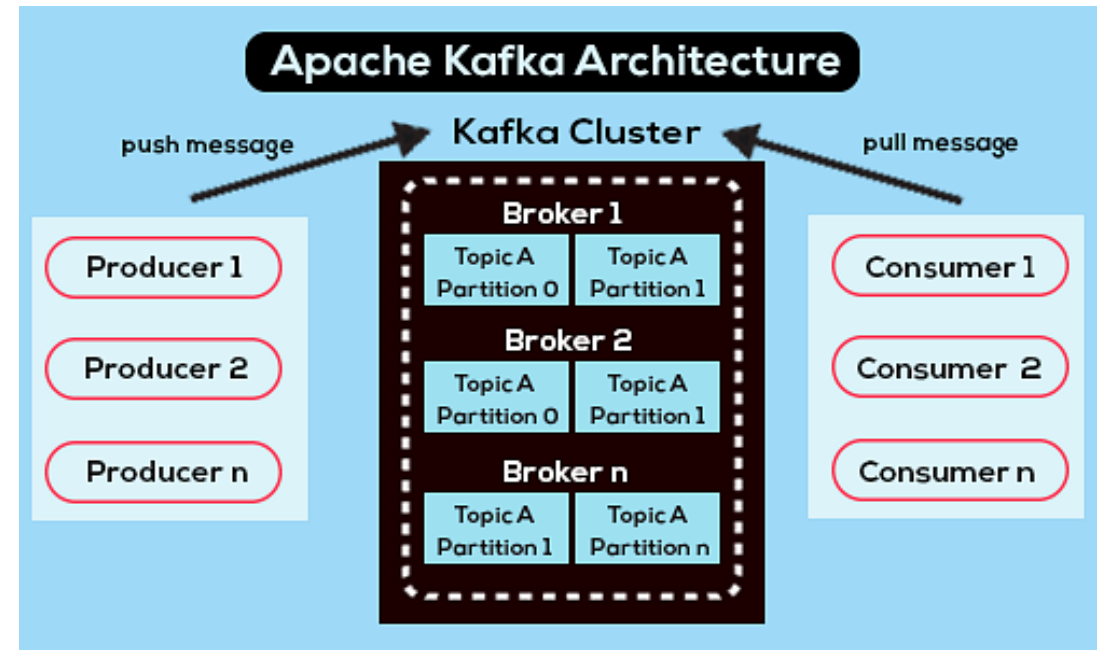 Apache Kafka Architecture
push message
Kafka Cluster
pull message
Producer 1
Producer 2
Producer n
Broker 1
Topic A
Partition 0
Topic A
Partition 1
Broker 2
Topic A
Partition 0
Topic A
Partition 1
Broker n
Topic A
Partition 1
Topic A
Partition n
Consumer 1
Consumer 2
Consumer n